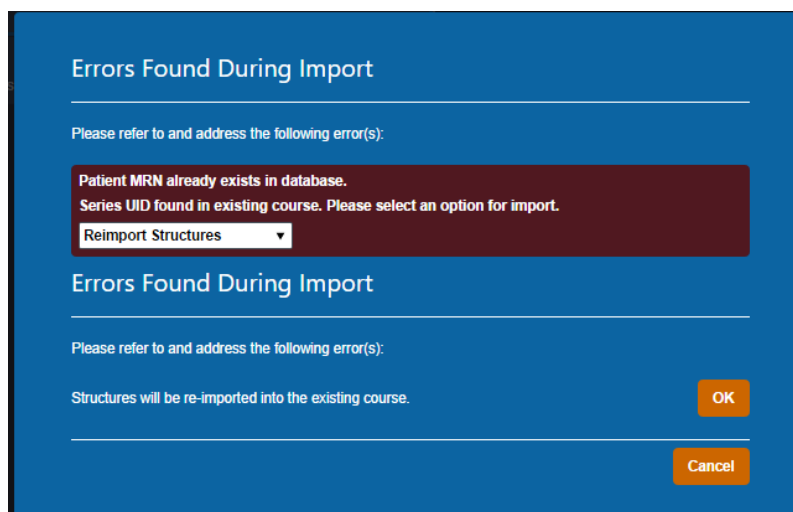 Errors Found During Import
Please refer to and address the following error(s):
Patient MRN already exists in database.
Series UID found in existing course. Please select an option for import.
Reimport Structures
Errors Found During Import
Please refer to and address the following error(s):
Structures will be re-imported into the existing course.
OK
Cancel